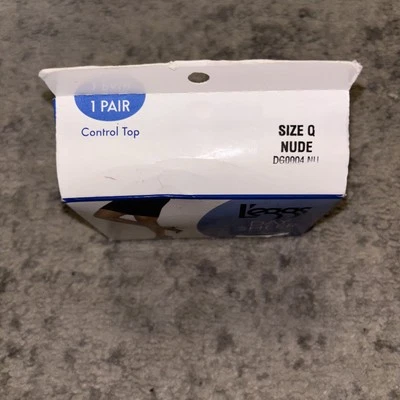 1 PAIR
Control Top
SIZE Q
NUDE
DG0004 NU
L'eggs